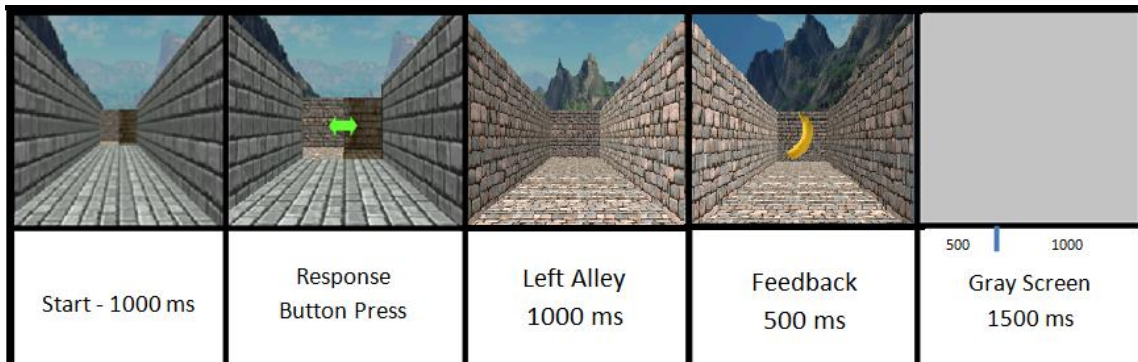 Start - 1000 ms
Response
Button Press
Left Alley
1000 ms
Feedback
500 ms
500 1000
Gray Screen
1500 ms